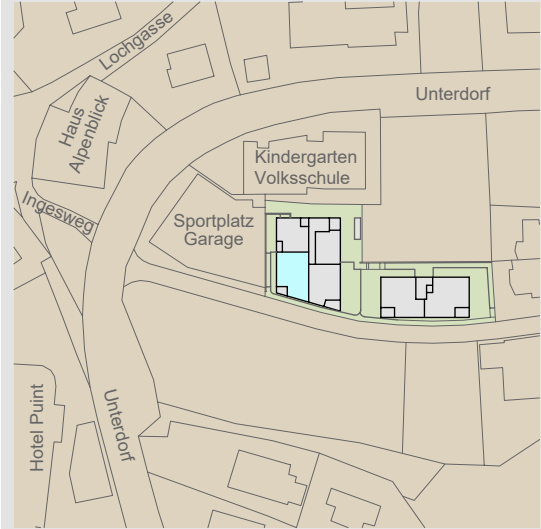 Lochgasse
Unterdorf
Haus
Alpenblick
Kindergarten
Volksschule
Ingesweg
Sportplatz
Garage
Hotel Puint
Unterdorf